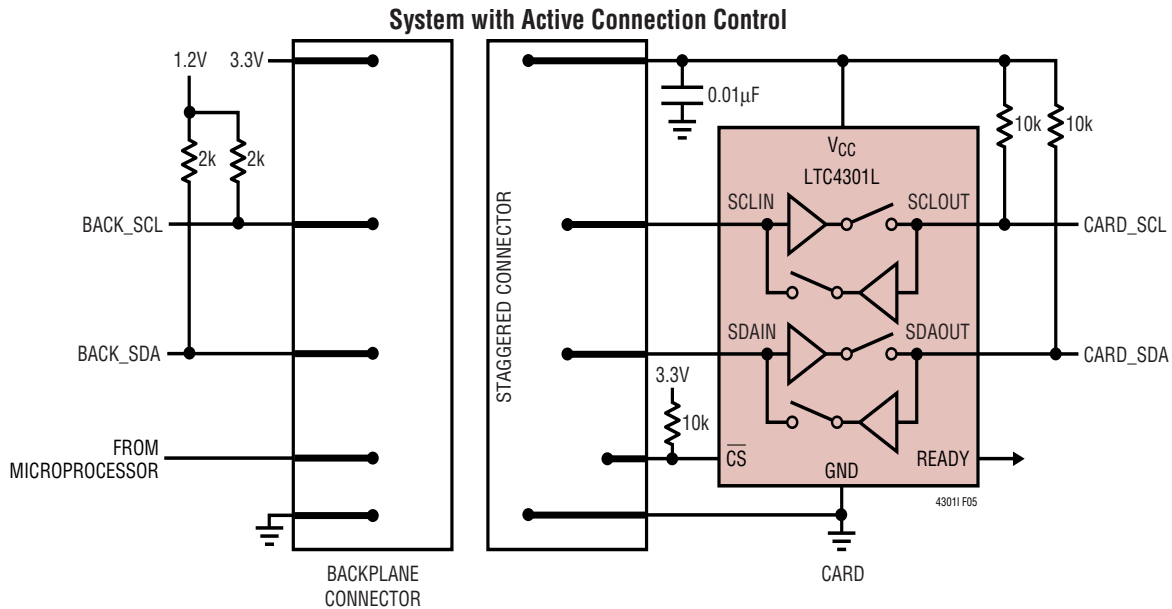 System with Active Connection Control
1.2V
3.3V
2k
2k
BACK_SCL
BACK_SDA
FROM
MICROPROCESSOR
BACKPLANE
CONNECTOR
STAGGERED CONNECTOR
0.01µF
10k
10k
VCC
LTC4301L
SCLIN
SCLOUT
CARD_SCL
SDAIN
SDAOUT
CARD_SDA
3.3V
10k
CS
READY
GND
4301l F05
CARD